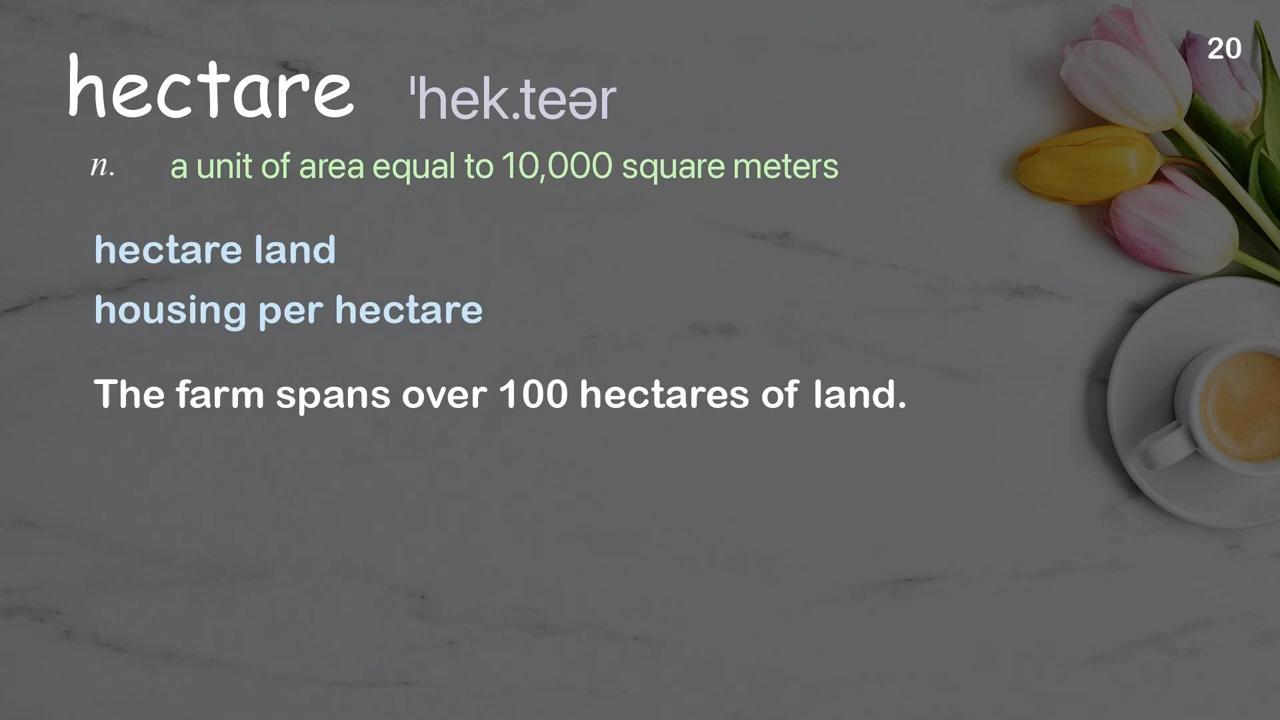 20
hectare ˈhek.teər
n. a unit of area equal to 10,000 square meters
hectare land
housing per hectare
The farm spans over 100 hectares of land.